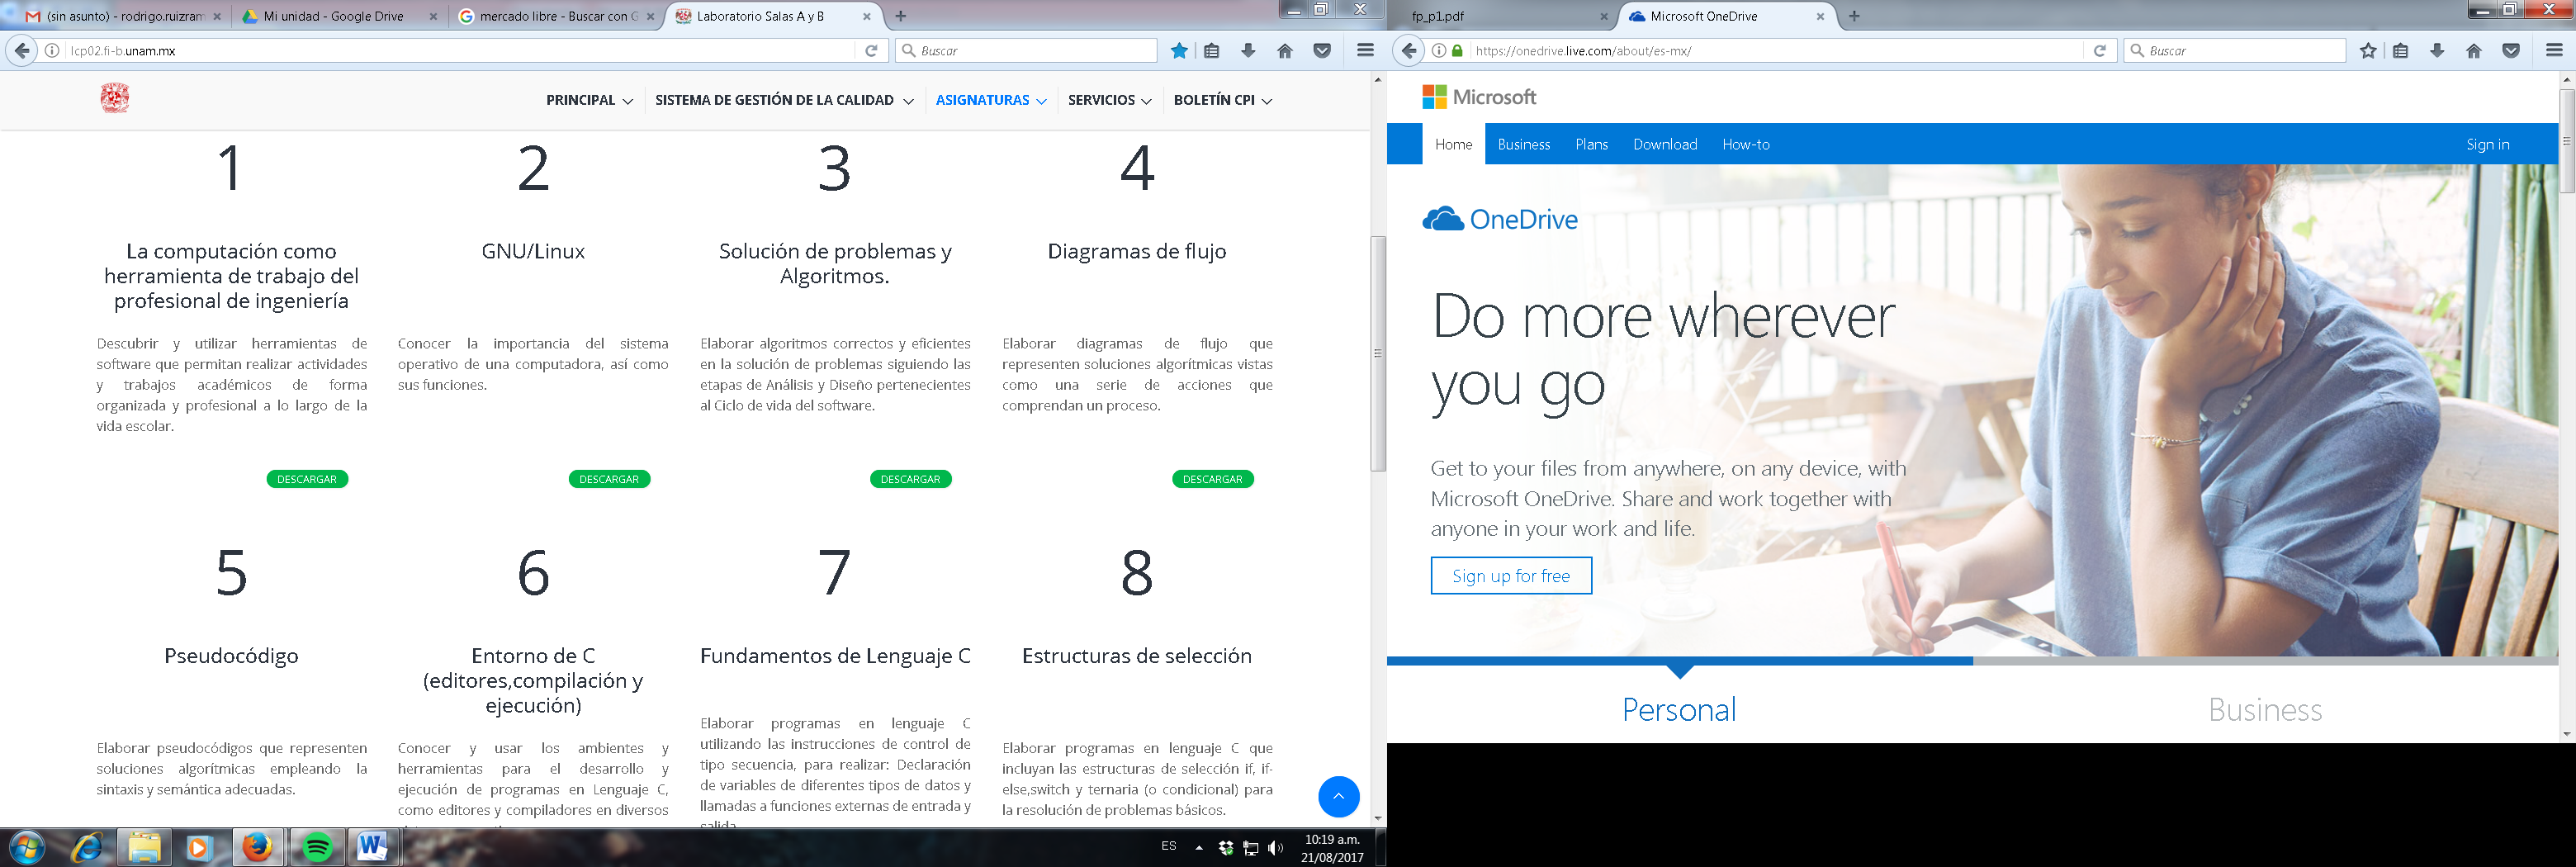 (sin asunto) - rodrigo.ruizram
Mi unidad - Google Drive
mercado libre - Buscar con G
Laboratorio Salas A y B
lcp02.fi-b.unam.mx
Buscar
PRINCIPAL
SISTEMA DE GESTIÓN DE LA CALIDAD
ASIGNATURAS
SERVICIOS
BOLETÍN CPI
1
La computación como
herramienta de trabajo del
profesional de ingeniería
Descubrir y utilizar herramientas de
software que permitan realizar actividades
y trabajos académicos de forma
organizada y profesional a lo largo de la
vida escolar.
DESCARGAR
2
GNU/Linux
Conocer la importancia del sistema
operativo de una computadora, así como
sus funciones.
DESCARGAR
3
Solución de problemas y
Algoritmos.
Elaborar algoritmos correctos y eficientes
en la solución de problemas siguiendo las
etapas de Análisis y Diseño pertenecientes
al Ciclo de vida del software.
DESCARGAR
4
Diagramas de flujo
Elaborar diagramas de flujo que
representen soluciones algorítmicas vistas
como una serie de acciones que
comprendan un proceso.
DESCARGAR
5
Pseudocódigo
Elaborar pseudocódigos que representen
soluciones algorítmicas empleando la
sintaxis y semántica adecuadas.
6
Entorno de C
(editores,compilación y
ejecución)
Conocer y usar los ambientes y
herramientas para el desarrollo y
ejecución de programas en Lenguaje C,
como editores y compiladores en diversos
7
Fundamentos de Lenguaje C
Elaborar programas en lenguaje C
utilizando las instrucciones de control de
tipo secuencia, para realizar: Declaración
de variables de diferentes tipos de datos y
llamadas a funciones externas de entrada y
salida
8
Estructuras de selección
Elaborar programas en lenguaje C que
incluyan las estructuras de selección if, if-
else,switch y ternaria (o condicional) para
la resolución de problemas básicos.
ES
10:19 a.m.
21/08/2017
fp_p1.pdf
Microsoft OneDrive
https://onedrive.live.com/about/es-mx/
Buscar
Microsoft
Home
Business
Plans
Download
How-to
Sign in
OneDrive
Do more wherever
you go
Get to your files from anywhere, on any device, with
Microsoft OneDrive. Share and work together with
anyone in your work and life.
Sign up for free
Personal
Business